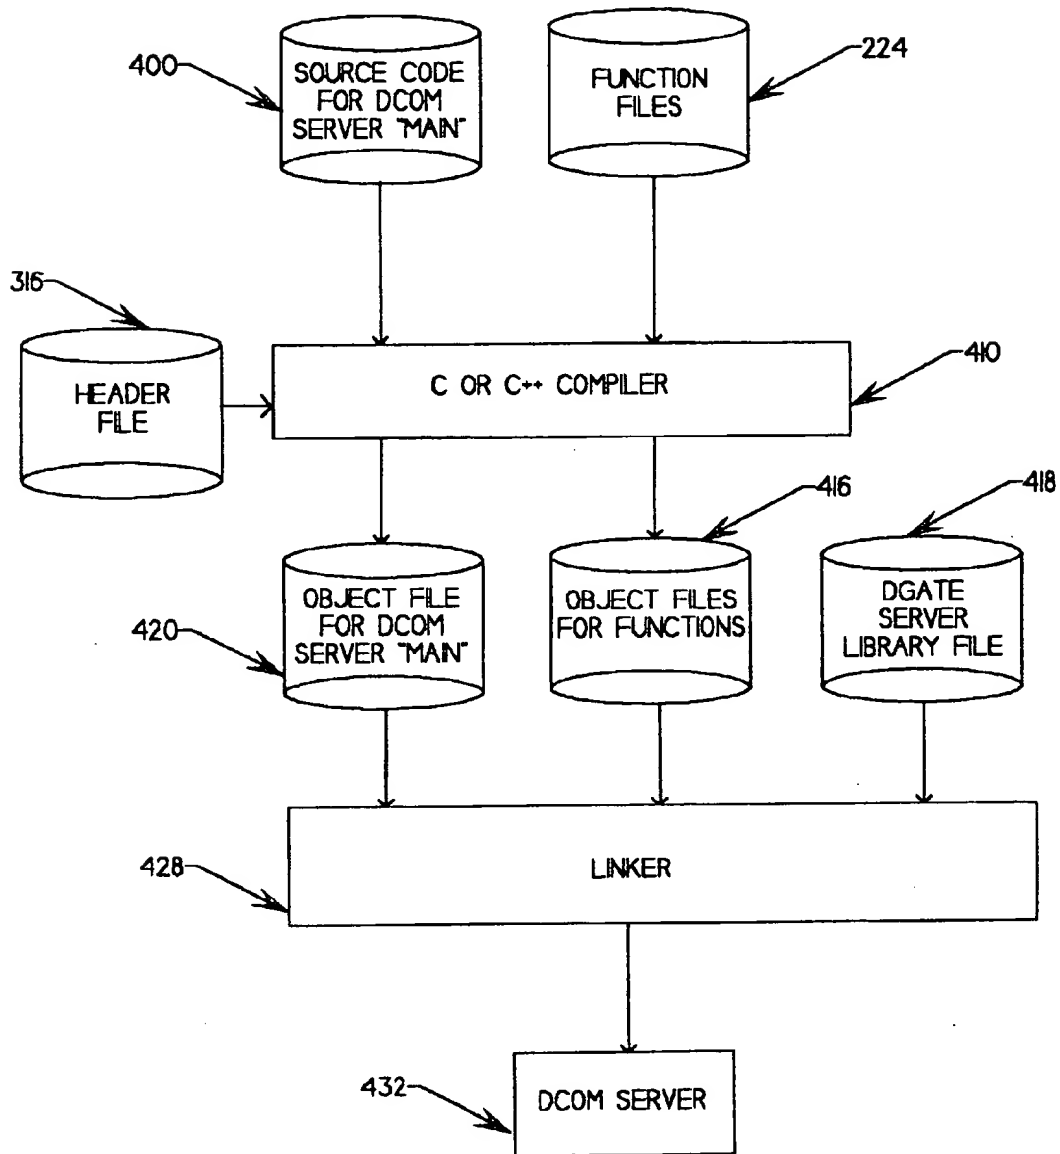 400
SOURCE CODE
FOR DCOM
SERVER "MAIN"
FUNCTION
FILES
224
316
HEADER
FILE
C OR C++ COMPILER
410
416
418
420
OBJECT FILE
FOR DCOM
SERVER "MAIN"
OBJECT FILES
FOR FUNCTIONS
DGATE
SERVER
LIBRARY FILE
428
LINKER
432
DCOM SERVER